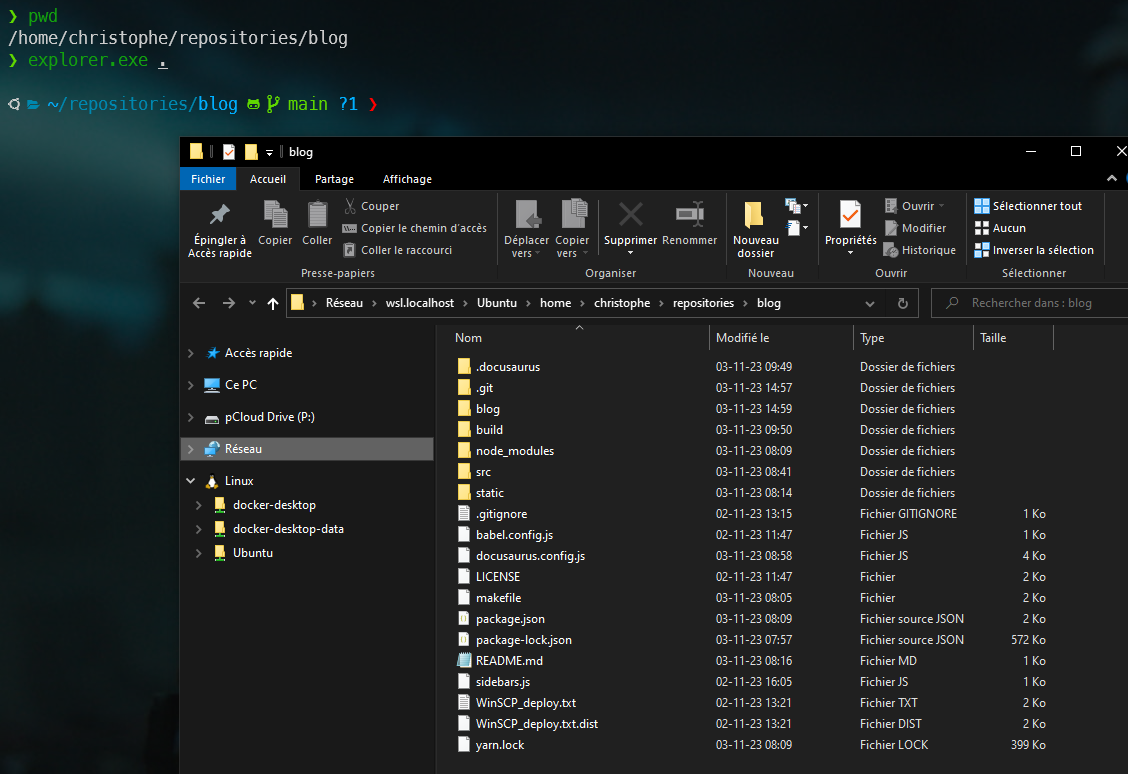 ❯ pwd
/home/christophe/repositories/blog
❯ explorer.exe .
~/repositories/blog main ?1 ❯
blog
Fichier Accueil Partage Affichage
Épingler à Accès rapide
Copier
Coller
Couper
Copier le chemin d'accès
Coller le raccourci
Déplacer vers
Copier vers
Supprimer
Renommer
Nouveau dossier
Propriétés
Ouvrir
Modifier
Historique
Sélectionner tout
Aucun
Inverser la sélection
Presse-papiers Organiser Nouveau Ouvrir Sélectionner
Réseau › wsl.localhost › Ubuntu › home › christophe › repositories › blog
Rechercher dans : blog
Accès rapide
Ce PC
pCloud Drive (P:)
Réseau
Linux
docker-desktop
docker-desktop-data
Ubuntu
Nom Modifié le Type Taille
.docusaurus 03-11-23 09:49 Dossier de fichiers
.git 03-11-23 14:57 Dossier de fichiers
blog 03-11-23 14:59 Dossier de fichiers
build 03-11-23 09:50 Dossier de fichiers
node_modules 03-11-23 08:09 Dossier de fichiers
src 03-11-23 08:41 Dossier de fichiers
static 03-11-23 08:14 Dossier de fichiers
.gitignore 02-11-23 13:15 Fichier GITIGNORE 1 Ko
babel.config.js 02-11-23 11:47 Fichier JS 1 Ko
docusaurus.config.js 03-11-23 08:58 Fichier JS 4 Ko
LICENSE 02-11-23 11:47 Fichier 2 Ko
makefile 03-11-23 08:05 Fichier 2 Ko
package.json 03-11-23 08:09 Fichier source JSON 2 Ko
package-lock.json 03-11-23 07:57 Fichier source JSON 572 Ko
README.md 03-11-23 08:16 Fichier MD 1 Ko
sidebars.js 02-11-23 16:05 Fichier JS 1 Ko
WinSCP_deploy.txt 02-11-23 13:21 Fichier TXT 2 Ko
WinSCP_deploy.txt.dist 02-11-23 13:21 Fichier DIST 2 Ko
yarn.lock 03-11-23 08:09 Fichier LOCK 399 Ko